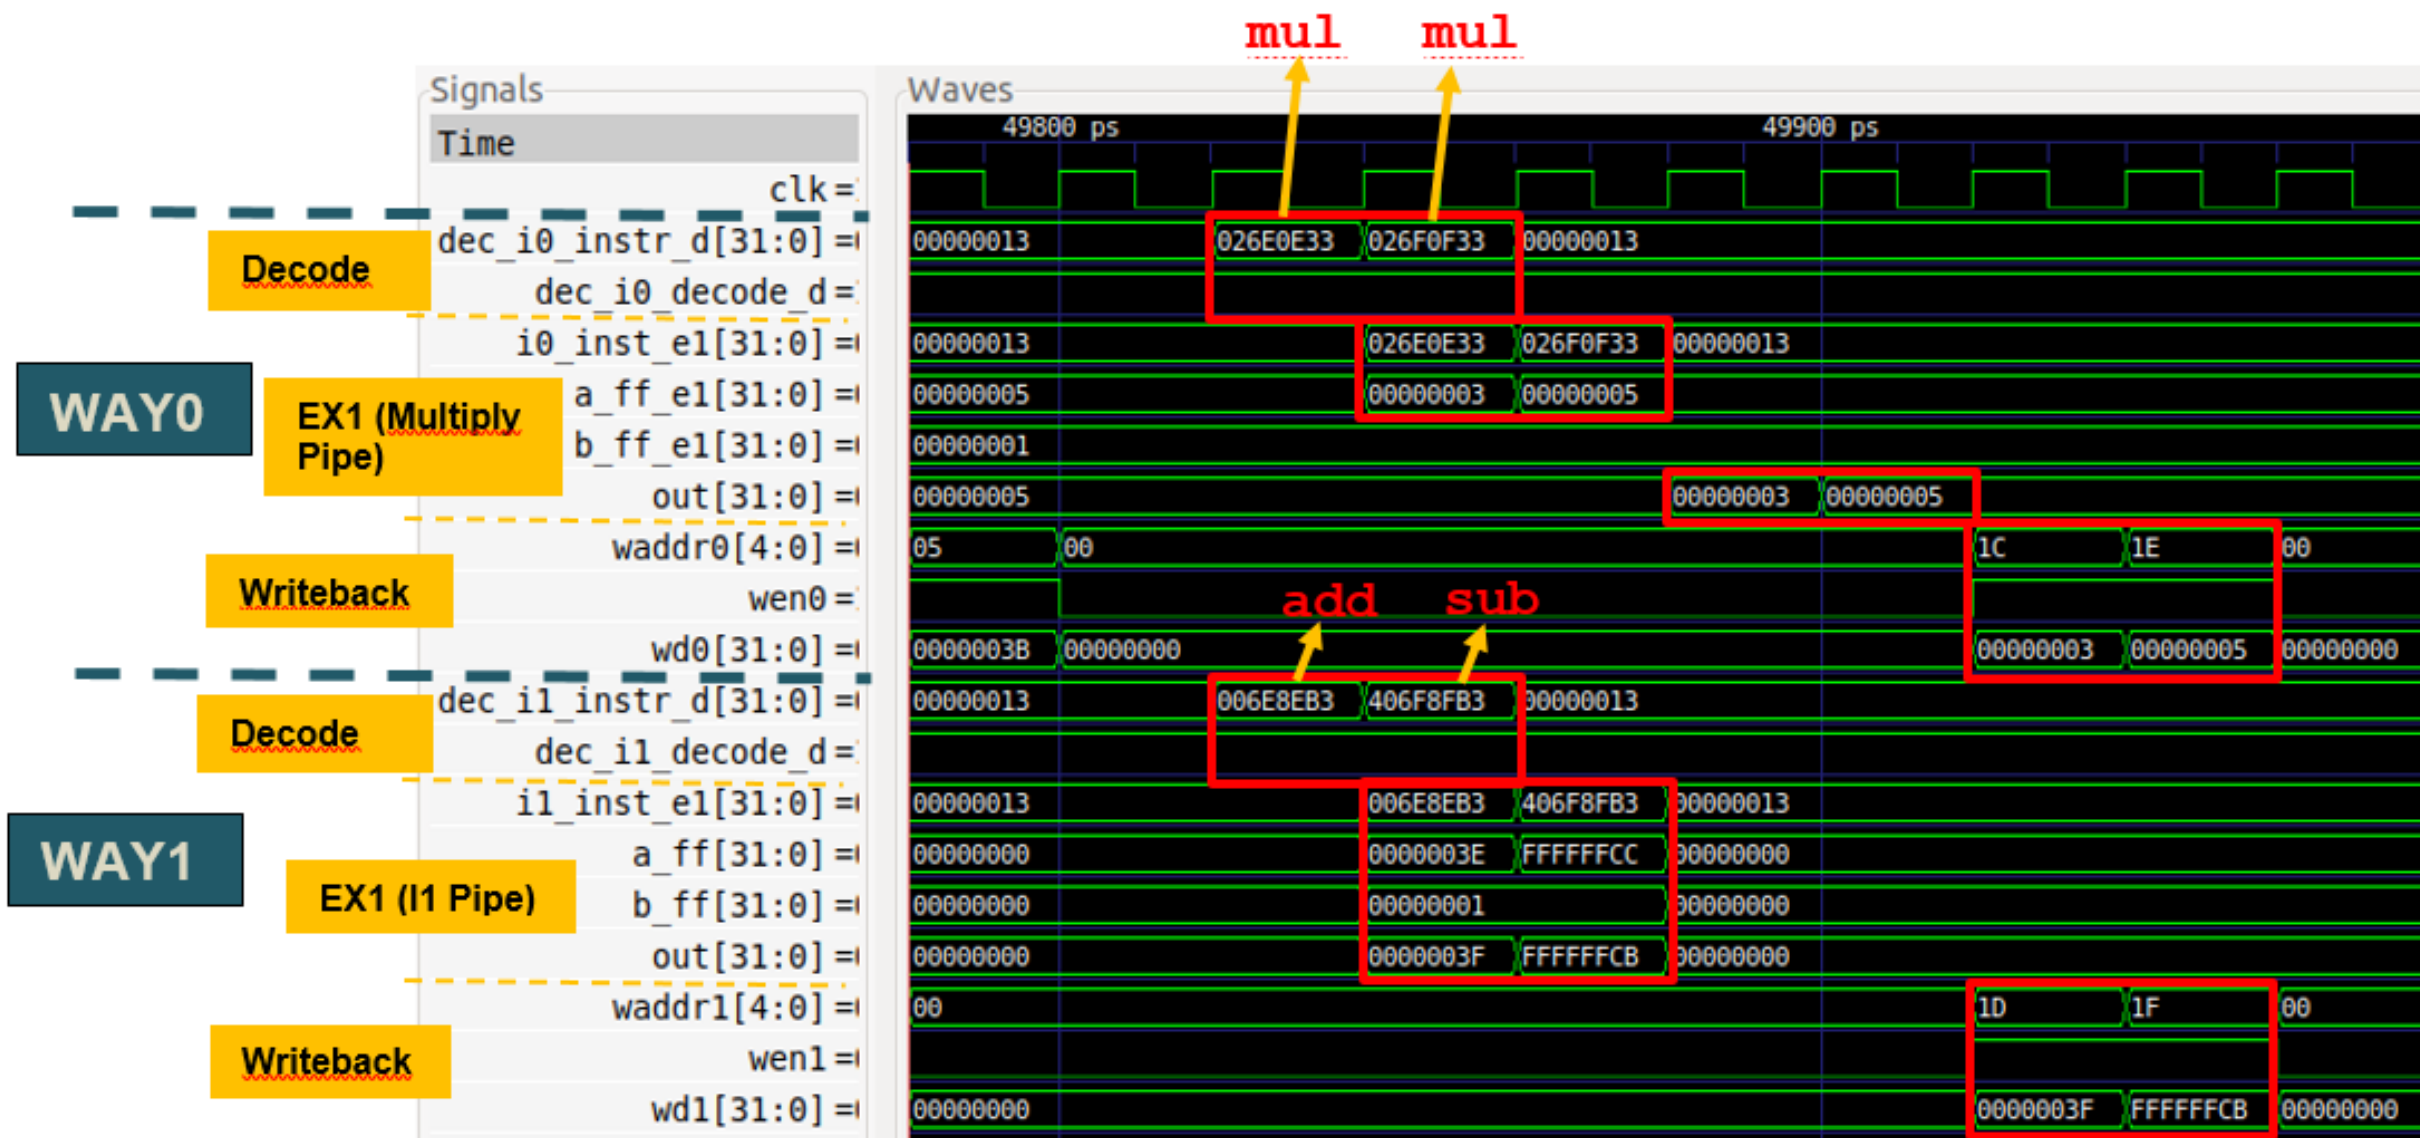 mul mul
Signals Waves
Time 49800 ps 49900 ps
clk =
Decode
dec_i0_instr_d[31:0] = 00000013 026E0E33 026F0F33 00000013
dec_i0_decode_d =
WAY0
EX1 (Multiply
Pipe)
i0_inst_e1[31:0] = 00000013 026E0E33 026F0F33 00000013
a_ff_e1[31:0] = 00000005 00000003 00000005
b_ff_e1[31:0] = 00000001
out[31:0] = 00000005 00000003 00000005
Writeback
waddr0[4:0] = 05 00 1C 1E 00
wen0 =
add sub
wd0[31:0] = 0000003B 00000000 00000003 00000005 00000000
Decode
dec_i1_instr_d[31:0] = 00000013 006E8EB3 406F8FB3 00000013
dec_i1_decode_d =
WAY1
EX1 (I1 Pipe)
i1_inst_e1[31:0] = 00000013 006E8EB3 406F8FB3 00000013
a_ff[31:0] = 00000000 0000003E FFFFFFCC 00000000
b_ff[31:0] = 00000000 00000001 00000000
out[31:0] = 00000000 0000003F FFFFFFCB 00000000
Writeback
waddr1[4:0] = 00 1D 1F 00
wen1 =
wd1[31:0] = 00000000 0000003F FFFFFFCB 00000000